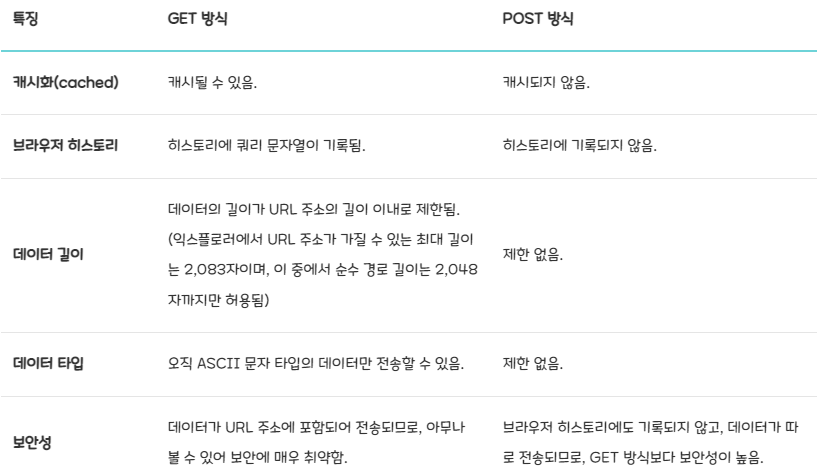 특징 GET 방식 POST 방식
캐시화(cached) 캐시될 수 있음. 캐시되지 않음.
브라우저 히스토리 히스토리에 쿼리 문자열이 기록됨. 히스토리에 기록되지 않음.
데이터 길이
데이터의 길이가 URL 주소의 길이 이내로 제한됨.
(익스플로러에서 URL 주소가 가질 수 있는 최대 길이
는 2,083자이며, 이 중에서 순수 경로 길이는 2,048
자까지만 허용됨)
제한 없음.
데이터 타입 오직 ASCII 문자 타입의 데이터만 전송할 수 있음. 제한 없음.
보안성
데이터가 URL 주소에 포함되어 전송되므로, 아무나
볼 수 있어 보안에 매우 취약함.
브라우저 히스토리에도 기록되지 않고, 데이터가 따
로 전송되므로, GET 방식보다 보안성이 높음.